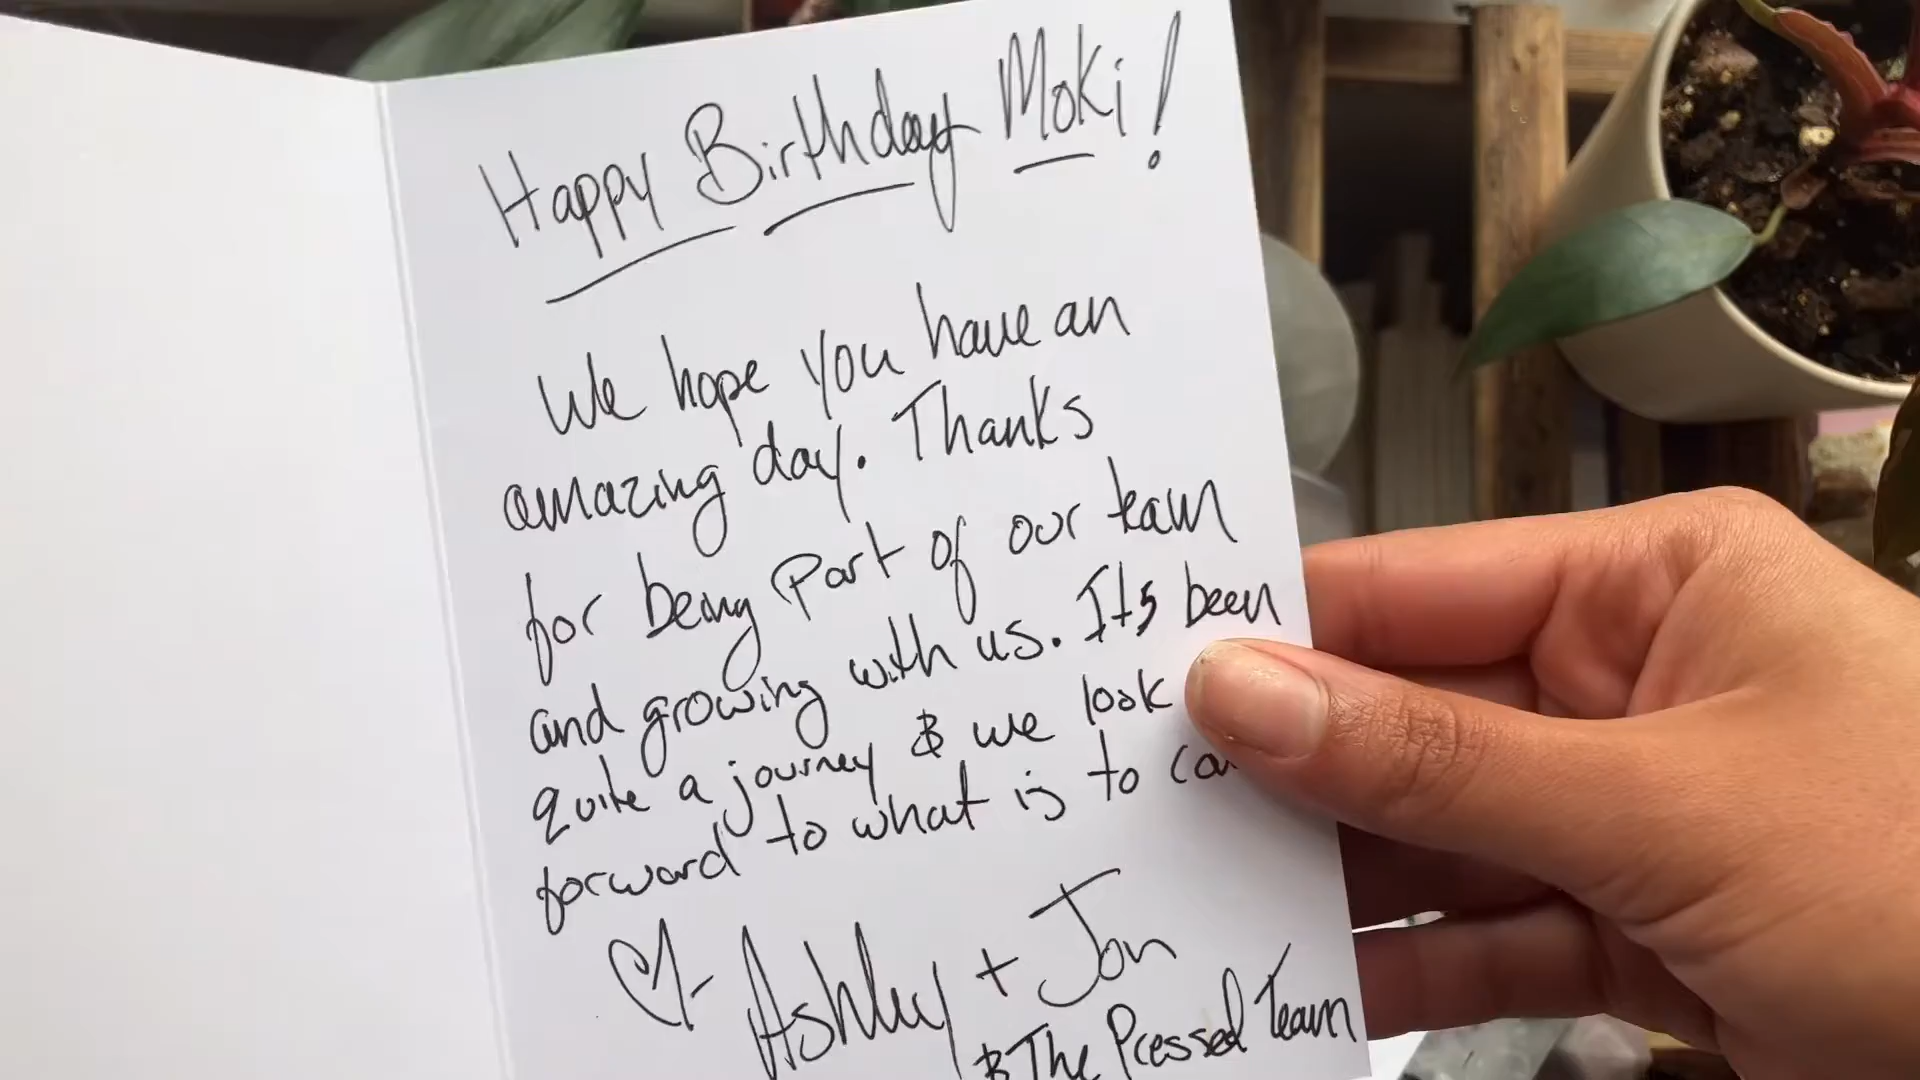 Happy Birthday Moki!
We hope you have an
amazing day. Thanks
for being part of our team
and growing with us. Its been
quite a journey & we look
forward to what is to
Ashley + Jon
& The Pressed Team